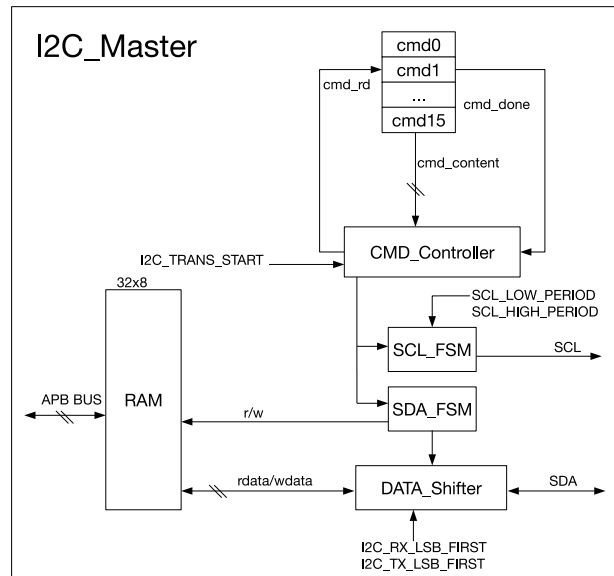 I2C_Master
cmd0
cmd1
...
cmd15
cmd_rd
cmd_done
cmd_content
CMD_Controller
I2C_TRANS_START
32x8
SCL_LOW_PERIOD
SCL_HIGH_PERIOD
SCL_FSM
SCL
APB BUS
RAM
r/w
SDA_FSM
rdata/wdata
DATA_Shifter
SDA
I2C_RX_LSB_FIRST
I2C_TX_LSB_FIRST